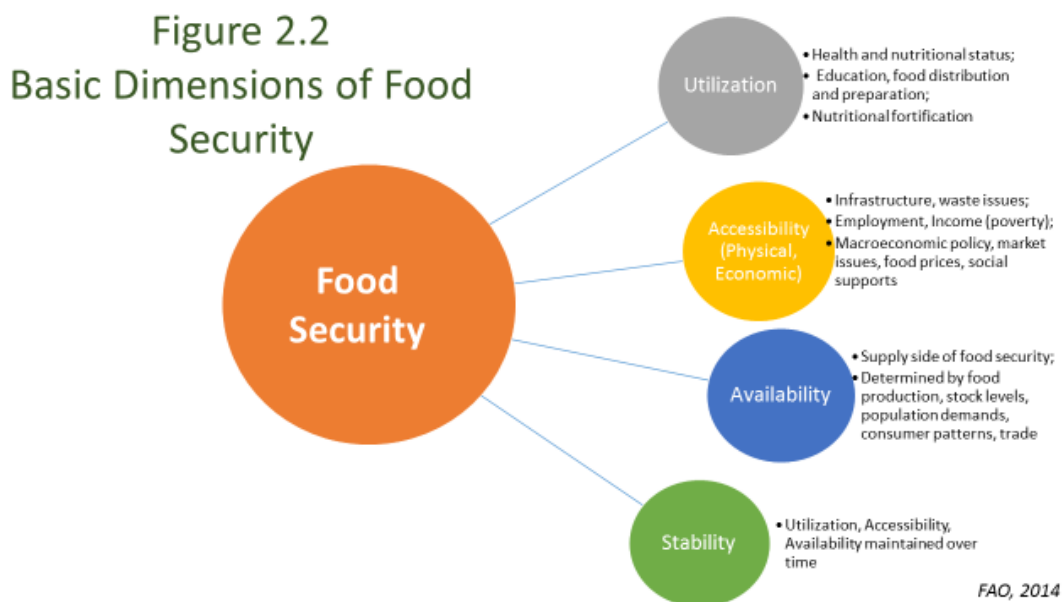 Figure 2.2
Basic Dimensions of Food
Security
Food
Security
Utilization
• Health and nutritional status;
• Education, food distribution
and preparation;
• Nutritional fortification
Accessibility
(Physical,
Economic)
• Infrastructure, waste issues;
• Employment, Income (poverty);
• Macroeconomic policy, market
issues, food prices, social
supports
Availability
• Supply side of food security;
• Determined by food
production, stock levels,
population demands,
consumer patterns, trade
Stability
• Utilization, Accessibility,
Availability maintained over
time
FAO, 2014